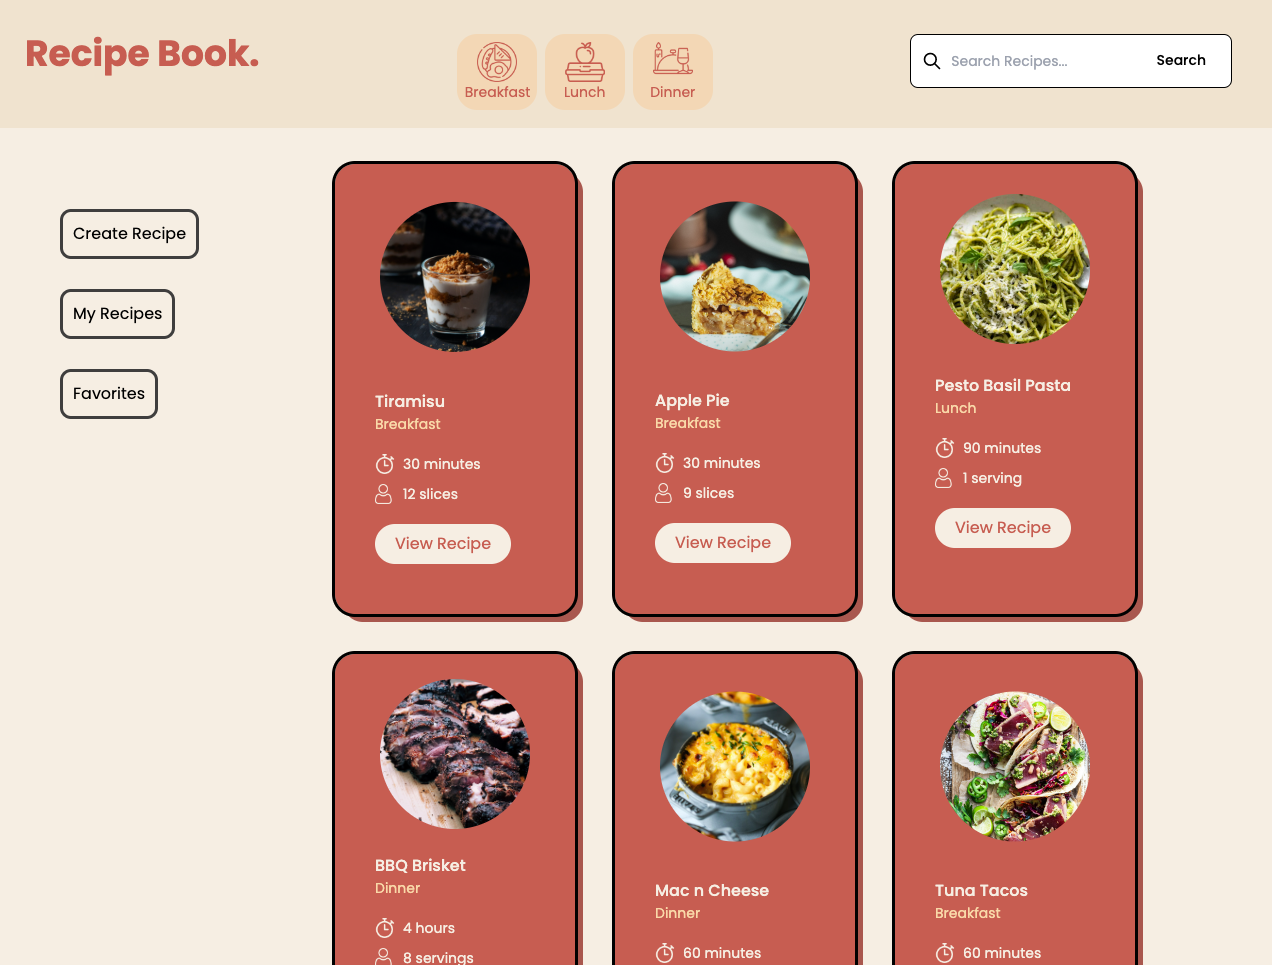 Recipe Book.
Breakfast
Lunch
Dinner
Search Recipes...
Search
Create Recipe
My Recipes
Favorites
Tiramisu
Breakfast
30 minutes
12 slices
View Recipe
Apple Pie
Breakfast
30 minutes
9 slices
View Recipe
Pesto Basil Pasta
Lunch
90 minutes
1 serving
View Recipe
BBQ Brisket
Dinner
4 hours
8 servings
Mac n Cheese
Dinner
60 minutes
Tuna Tacos
Breakfast
60 minutes